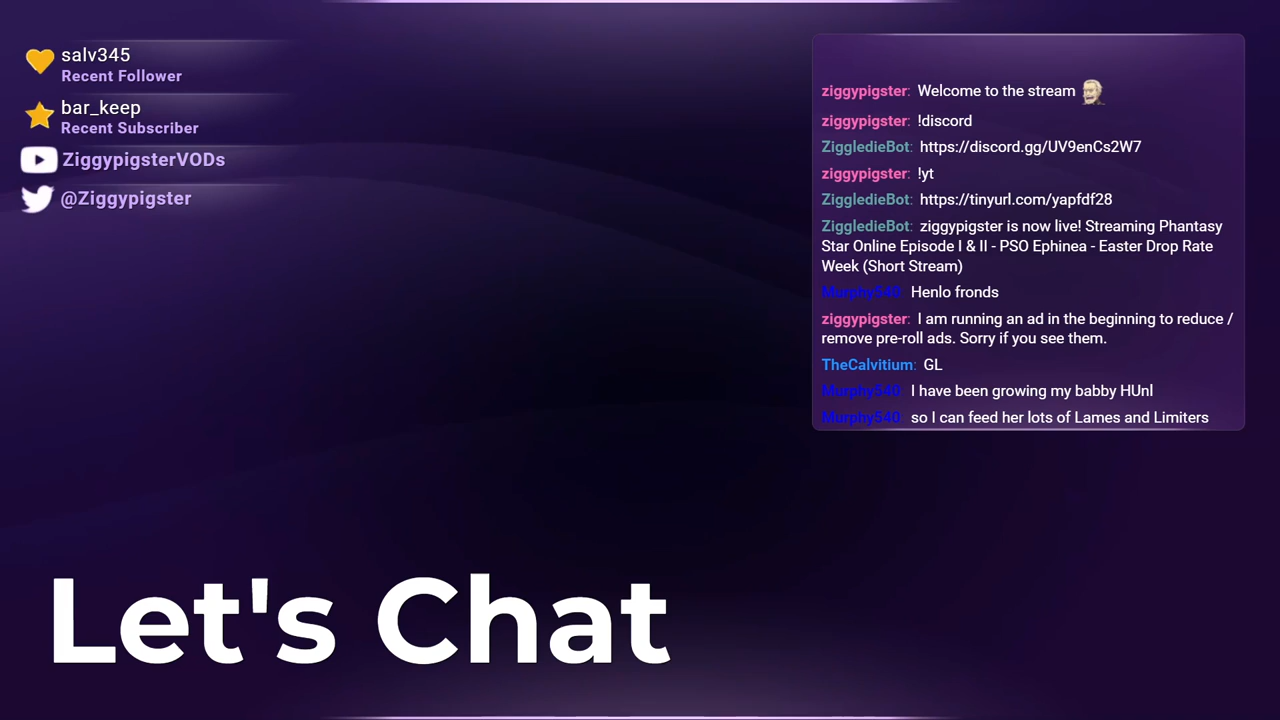 salv345
Recent Follower
bar_keep
Recent Subscriber
ZiggypigsterVODs
@Ziggypigster
ziggypigster: Welcome to the stream
ziggypigster: !discord
ZiggledieBot: https://discord.gg/UV9enCs2W7
ziggypigster: !yt
ZiggledieBot: https://tinyurl.com/yapfdf28
ZiggledieBot: ziggypigster is now live! Streaming Phantasy
Star Online Episode I & II - PSO Ephinea - Easter Drop Rate
Week (Short Stream)
Murphy540: Henlo fronds
ziggypigster: I am running an ad in the beginning to reduce /
remove pre-roll ads. Sorry if you see them.
TheCalvitium: GL
Murphy540: I have been growing my babby HUnl
Murphy540: so I can feed her lots of Lames and Limiters
Let's Chat